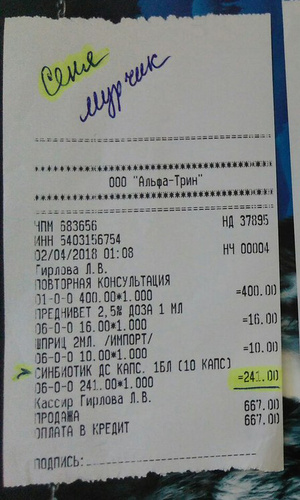 Сеня
Мурчик
ООО "Альфа-Трин"
ЧПМ 683656 НД 37895
ИНН 5403156754
02/04/2018 01:08 НЧ 00004
Гирлова Л.В.
ПОВТОРНАЯ КОНСУЛЬТАЦИЯ
01-0-0 400.00*1.000 =400.00
ПРЕДНИВЕТ 2,5% ДОЗА 1 МЛ
06-0-0 16.00*1.000 =16.00
ШПРИЦ 2МЛ. /ИМПОРТ/
06-0-0 10.00*1.000 =10.00
СИНБИОТИК ДС КАПС. 1БЛ (10 КАПС)
06-0-0 241.00*1.000 =241.00
Кассир Гирлова Л.В.
ПРОДАЖА 667.00
ОПЛАТА В КРЕДИТ 667.00
ПОДПИСЬ: